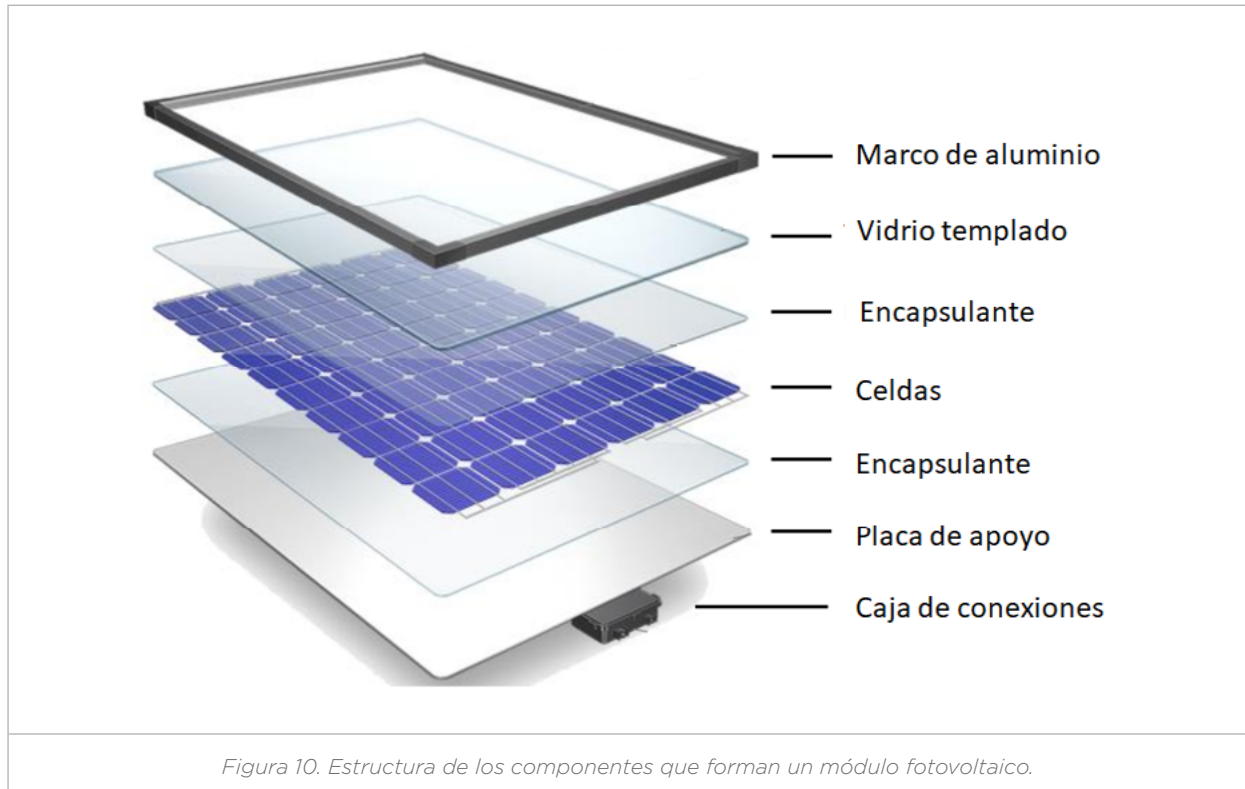 Marco de aluminio
Vidrio templado
Encapsulante
Celdas
Encapsulante
Placa de apoyo
Caja de conexiones
Figura 10. Estructura de los componentes que forman un módulo fotovoltaico.